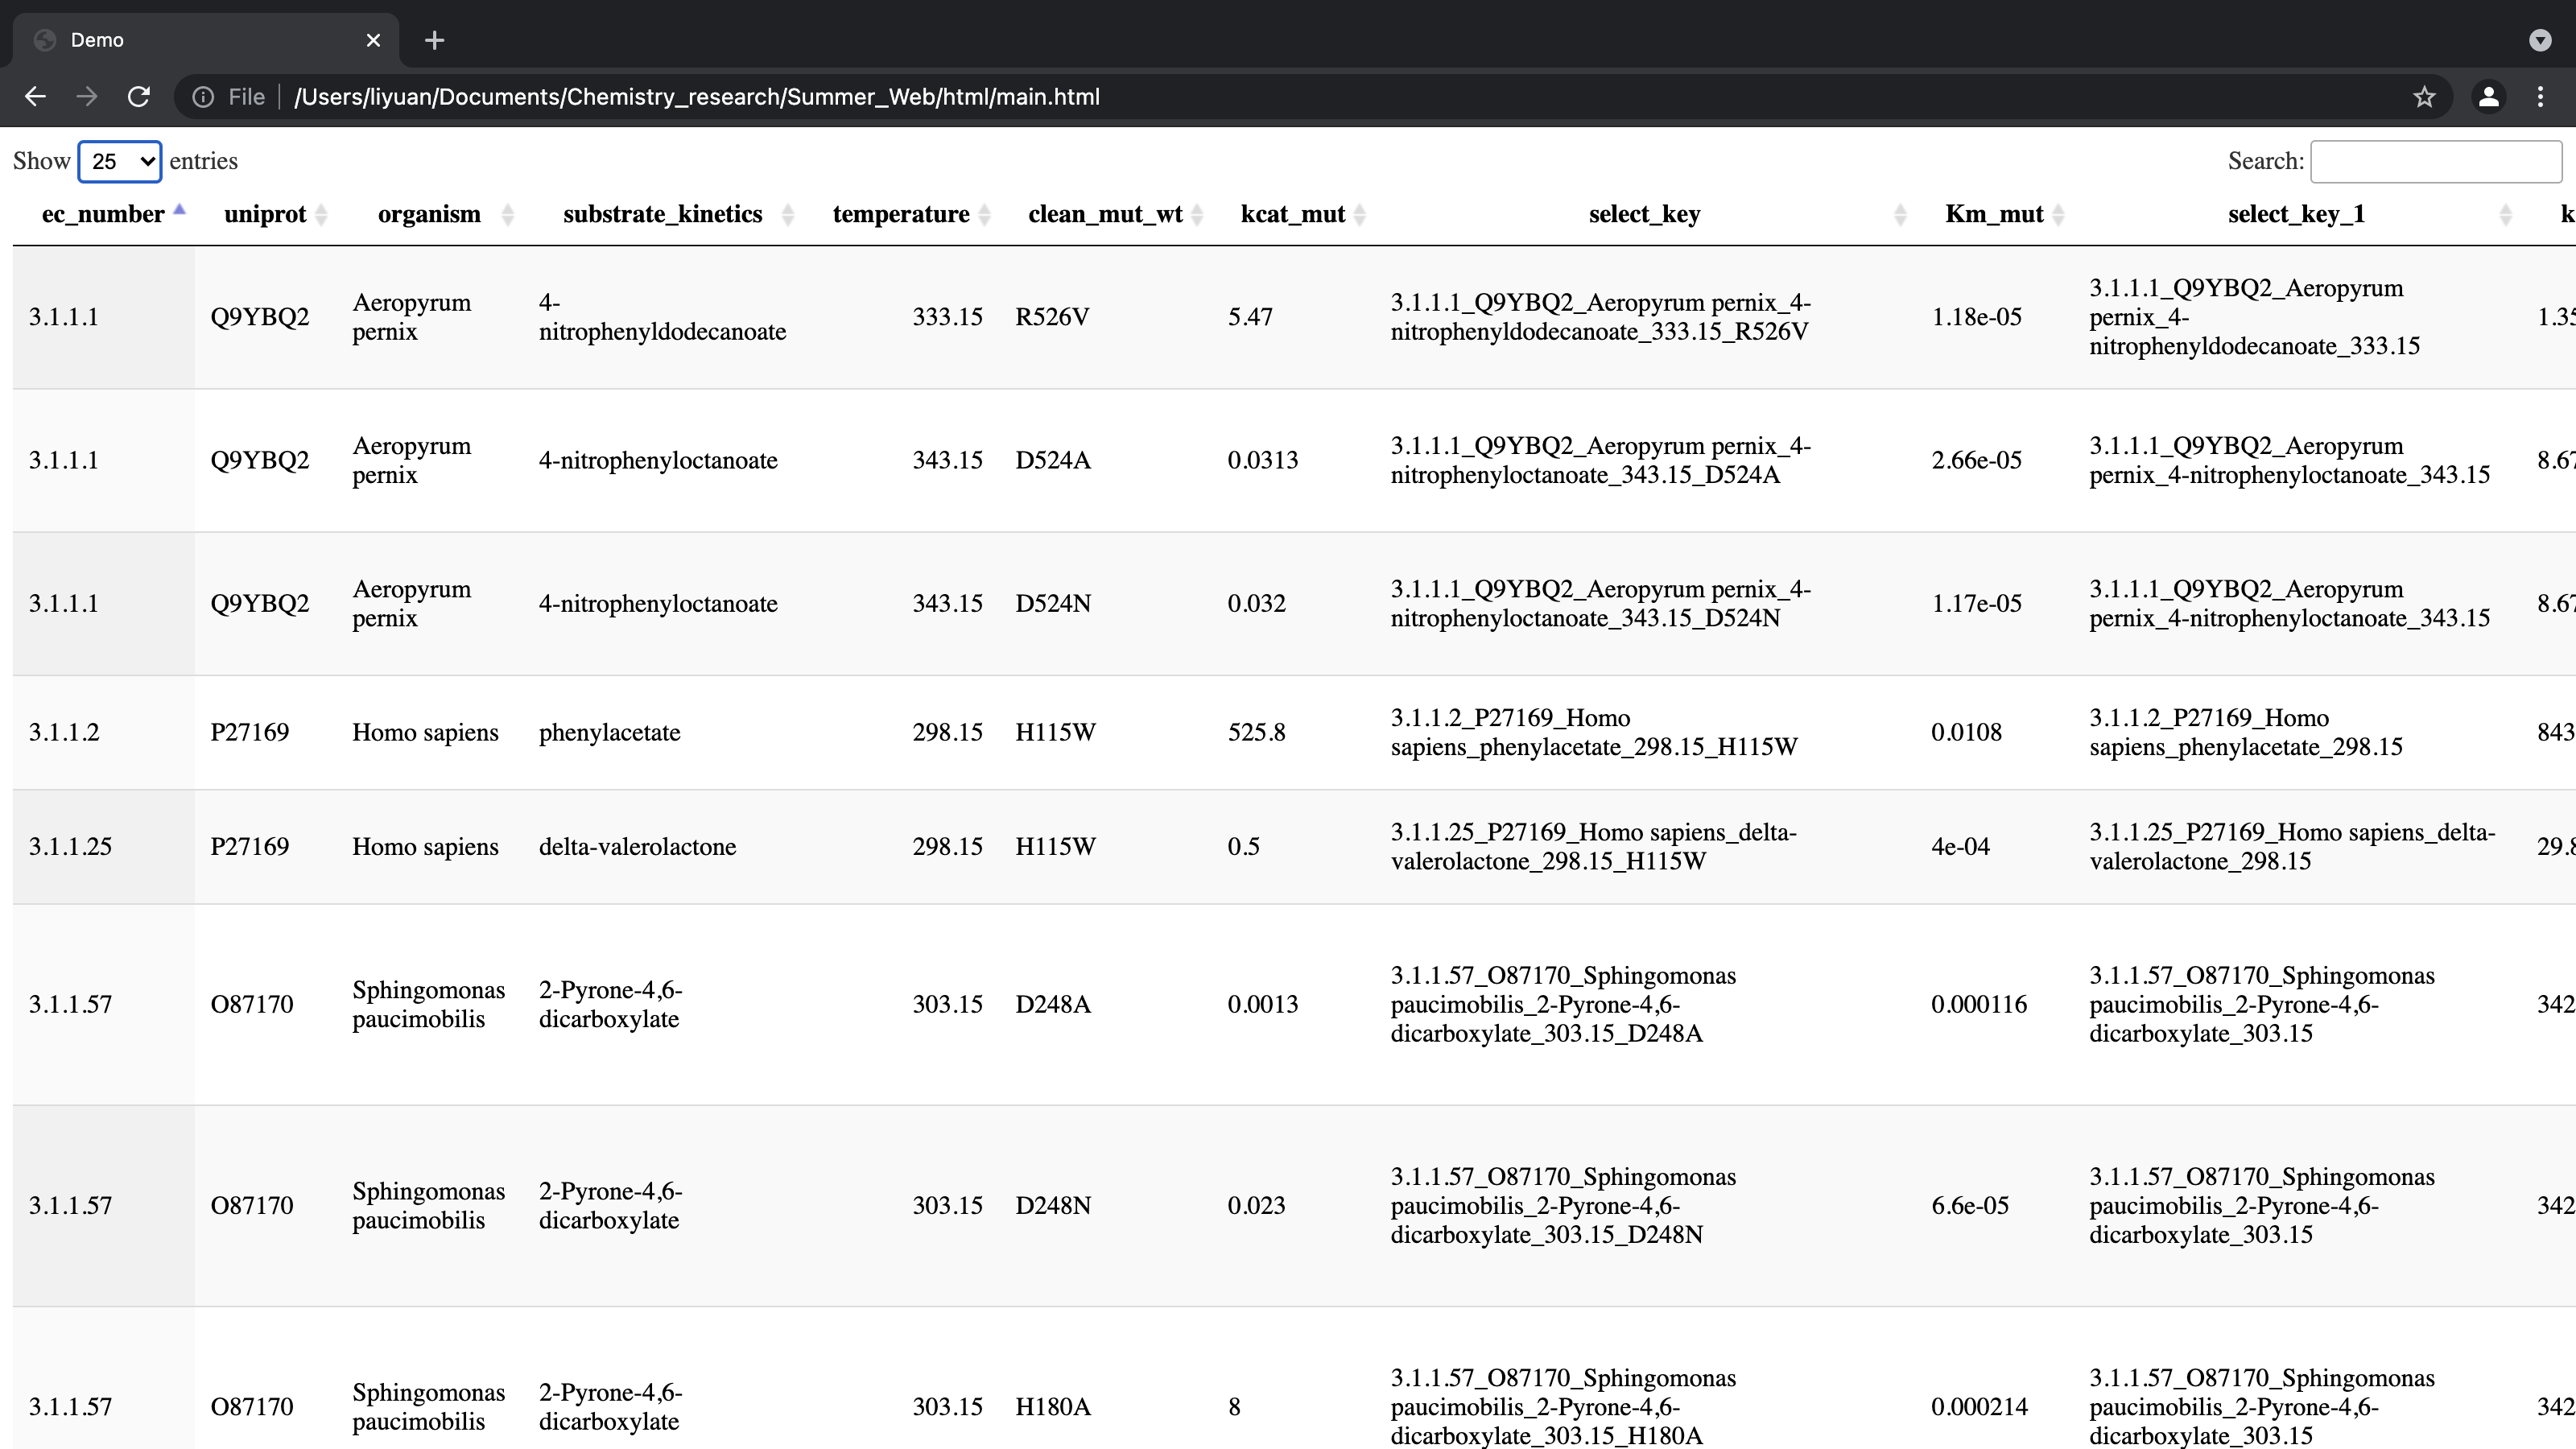 Demo
File /Users/liyuan/Documents/Chemistry_research/Summer_Web/html/main.html
Show 25 entries Search:
ec_number uniprot organism substrate_kinetics temperature clean_mut_wt kcat_mut select_key Km_mut select_key_1 k
3.1.1.1 Q9YBQ2 Aeropyrum pernix 4-nitrophenyldodecanoate 333.15 R526V 5.47 3.1.1.1_Q9YBQ2_Aeropyrum pernix_4-nitrophenyldodecanoate_333.15_R526V 1.18e-05 3.1.1.1_Q9YBQ2_Aeropyrum pernix_4-nitrophenyldodecanoate_333.15 1.35
3.1.1.1 Q9YBQ2 Aeropyrum pernix 4-nitrophenyloctanoate 343.15 D524A 0.0313 3.1.1.1_Q9YBQ2_Aeropyrum pernix_4-nitrophenyloctanoate_343.15_D524A 2.66e-05 3.1.1.1_Q9YBQ2_Aeropyrum pernix_4-nitrophenyloctanoate_343.15 8.67
3.1.1.1 Q9YBQ2 Aeropyrum pernix 4-nitrophenyloctanoate 343.15 D524N 0.032 3.1.1.1_Q9YBQ2_Aeropyrum pernix_4-nitrophenyloctanoate_343.15_D524N 1.17e-05 3.1.1.1_Q9YBQ2_Aeropyrum pernix_4-nitrophenyloctanoate_343.15 8.67
3.1.1.2 P27169 Homo sapiens phenylacetate 298.15 H115W 525.8 3.1.1.2_P27169_Homo sapiens_phenylacetate_298.15_H115W 0.0108 3.1.1.2_P27169_Homo sapiens_phenylacetate_298.15 843
3.1.1.25 P27169 Homo sapiens delta-valerolactone 298.15 H115W 0.5 3.1.1.25_P27169_Homo sapiens_delta-valerolactone_298.15_H115W 4e-04 3.1.1.25_P27169_Homo sapiens_delta-valerolactone_298.15 29.8
3.1.1.57 O87170 Sphingomonas paucimobilis 2-Pyrone-4,6-dicarboxylate 303.15 D248A 0.0013 3.1.1.57_O87170_Sphingomonas paucimobilis_2-Pyrone-4,6-dicarboxylate_303.15_D248A 0.000116 3.1.1.57_O87170_Sphingomonas paucimobilis_2-Pyrone-4,6-dicarboxylate_303.15 342
3.1.1.57 O87170 Sphingomonas paucimobilis 2-Pyrone-4,6-dicarboxylate 303.15 D248N 0.023 3.1.1.57_O87170_Sphingomonas paucimobilis_2-Pyrone-4,6-dicarboxylate_303.15_D248N 6.6e-05 3.1.1.57_O87170_Sphingomonas paucimobilis_2-Pyrone-4,6-dicarboxylate_303.15 342
3.1.1.57 O87170 Sphingomonas paucimobilis 2-Pyrone-4,6-dicarboxylate 303.15 H180A 8 3.1.1.57_O87170_Sphingomonas paucimobilis_2-Pyrone-4,6-dicarboxylate_303.15_H180A 0.000214 3.1.1.57_O87170_Sphingomonas paucimobilis_2-Pyrone-4,6-dicarboxylate_303.15 342